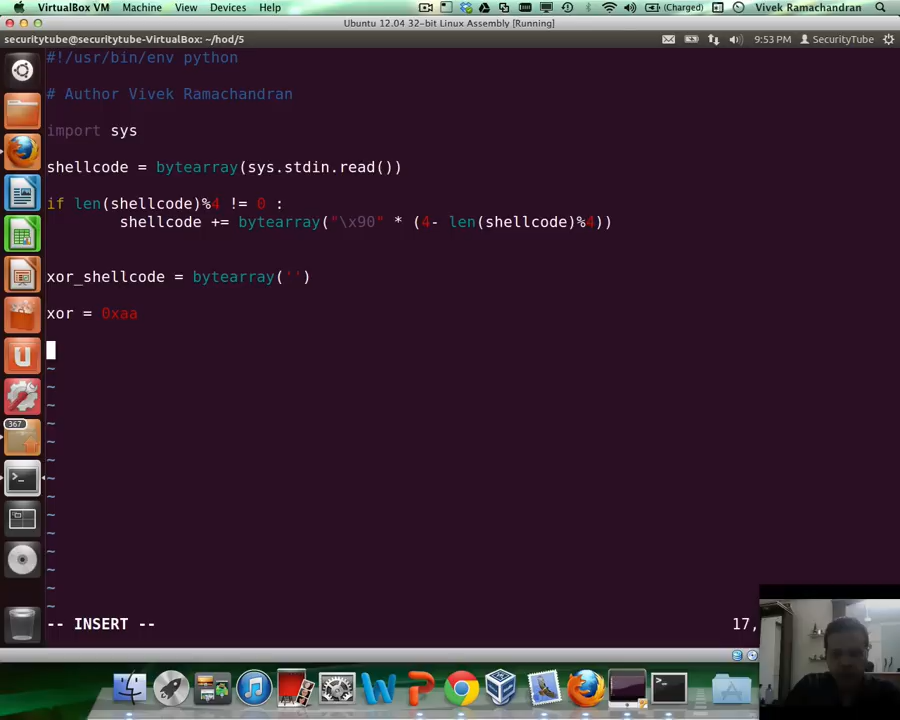 VirtualBox VM Machine View Devices Help (Charged) Vivek Ramachandran
Ubuntu 12.04 32-bit Linux Assembly [Running]
securitytube@securitytube-VirtualBox: ~/hod/5 9:53 PM SecurityTube
#!/usr/bin/env python
# Author Vivek Ramachandran
import sys
shellcode = bytearray(sys.stdin.read())
if len(shellcode)%4 != 0 :
shellcode += bytearray("\x90" * (4- len(shellcode)%4))
xor_shellcode = bytearray('')
xor = 0xaa
~
~
~
~
~
~
~
~
~
~
~
~
~
~
367
-- INSERT -- 17,